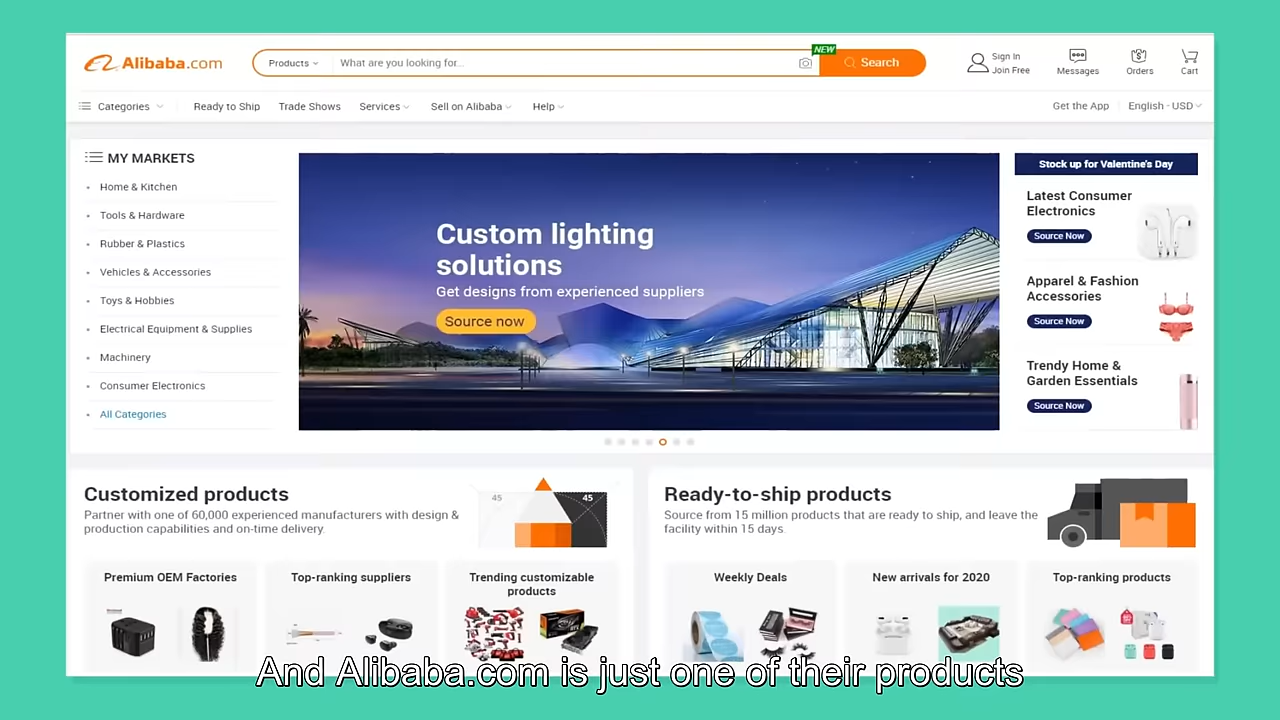 Alibaba.com
Products
What are you looking for...
NEW
Search
Sign In
Join Free
Messages
Orders
Cart
Categories
Ready to Ship
Trade Shows
Services
Sell on Alibaba
Help
Get the App
English - USD
MY MARKETS
Home & Kitchen
Tools & Hardware
Rubber & Plastics
Vehicles & Accessories
Toys & Hobbies
Electrical Equipment & Supplies
Machinery
Consumer Electronics
All Categories
Custom lighting
solutions
Get designs from experienced suppliers
Source now
Stock up for Valentine's Day
Latest Consumer
Electronics
Source Now
Apparel & Fashion
Accessories
Source Now
Trendy Home &
Garden Essentials
Source Now
Customized products
Partner with one of 60,000 experienced manufacturers with design &
production capabilities and on-time delivery.
45
45
Ready-to-ship products
Source from 15 million products that are ready to ship, and leave the
facility within 15 days.
Premium OEM Factories
Top-ranking suppliers
Trending customizable
products
Weekly Deals
New arrivals for 2020
Top-ranking products
And Alibaba.com is just one of their products